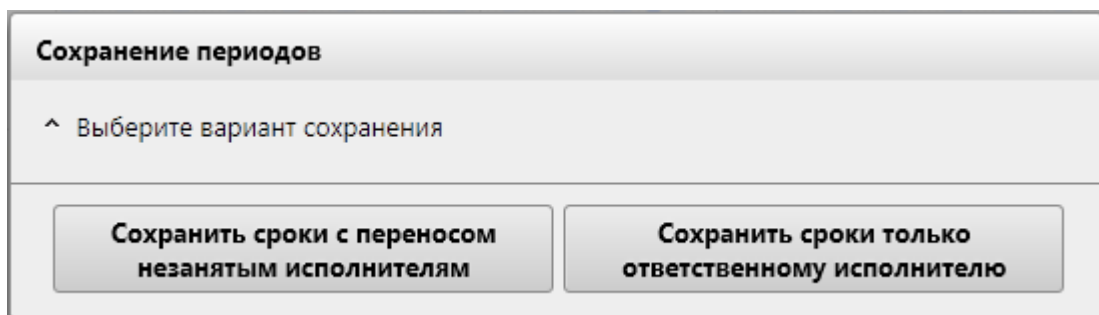 Сохранение периодов
^ Выберите вариант сохранения
Сохранить сроки с переносом
незанятым исполнителям
Сохранить сроки только
ответственному исполнителю